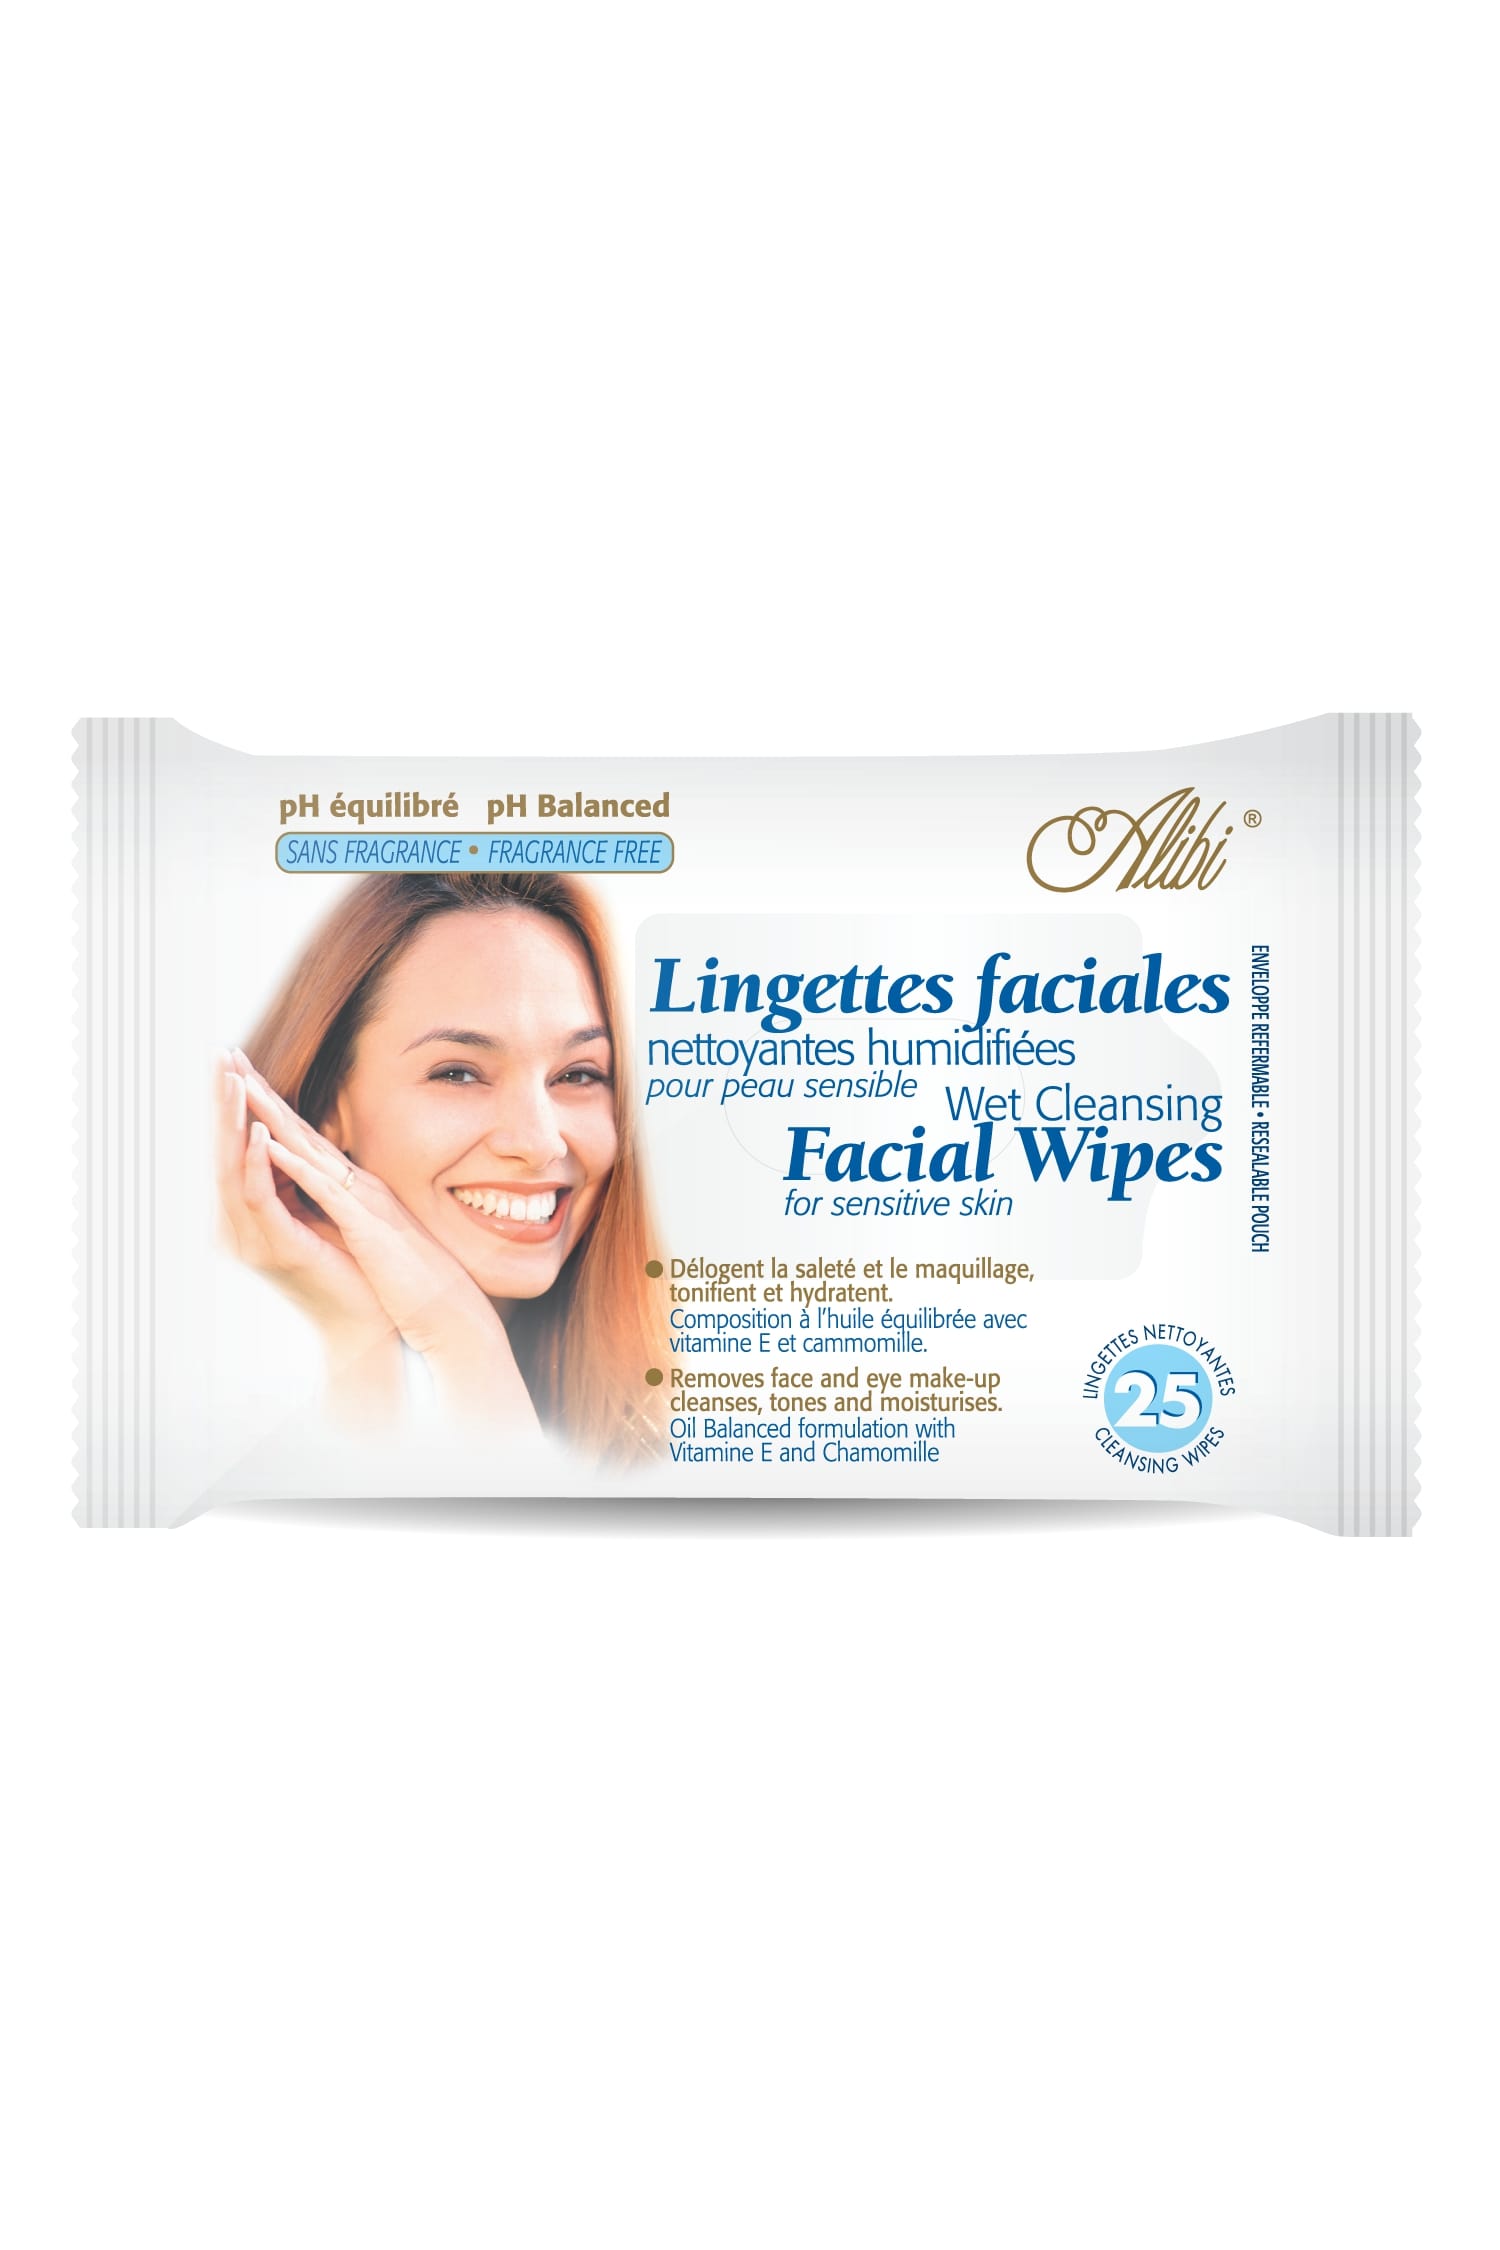 pH équilibré pH Balanced
SANS FRAGRANCE • FRAGRANCE FREE
Alibi ®
Lingettes faciales
nettoyantes humidifiées
pour peau sensible
Wet Cleansing
Facial Wipes
for sensitive skin
ENVELOPPE REFERMABLE • RESEALABLE POUCH
• Délogent la saleté et le maquillage,
tonifient et hydratent.
Composition à l'huile équilibrée avec
vitamine E et cammomille.
• Removes face and eye make-up
cleanses, tones and moisturises.
Oil Balanced formulation with
Vitamine E and Chamomille
LINGETTES NETTOYANTES
25
CLEANSING WIPES